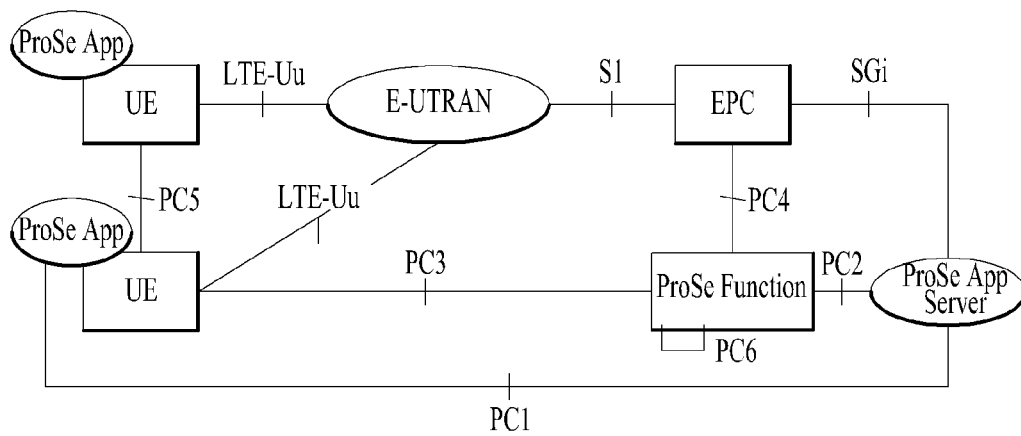 ProSe App
UE
LTE-Uu
E-UTRAN
S1
EPC
SGi
PC5
LTE-Uu
PC4
ProSe App
UE
PC3
ProSe Function
PC2
ProSe App
Server
PC6
PC1